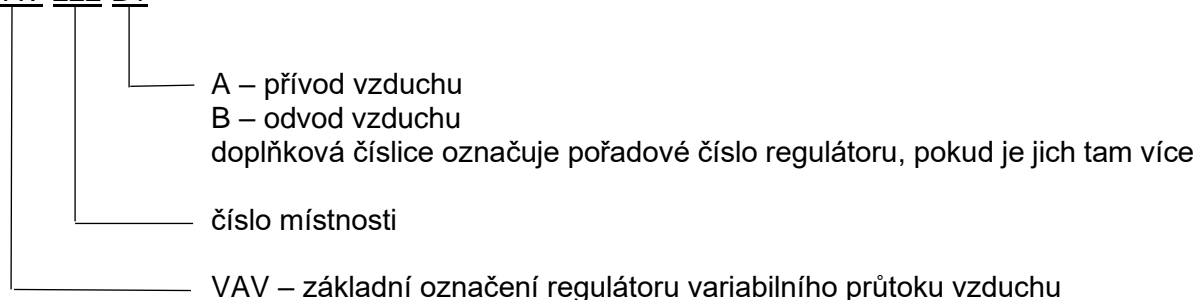 A – přívod vzduchu
B – odvod vzduchu
doplňková číslice označuje pořadové číslo regulátoru, pokud je jich tam více
číslo místnosti
VAV – základní označení regulátoru variabilního průtoku vzduchu